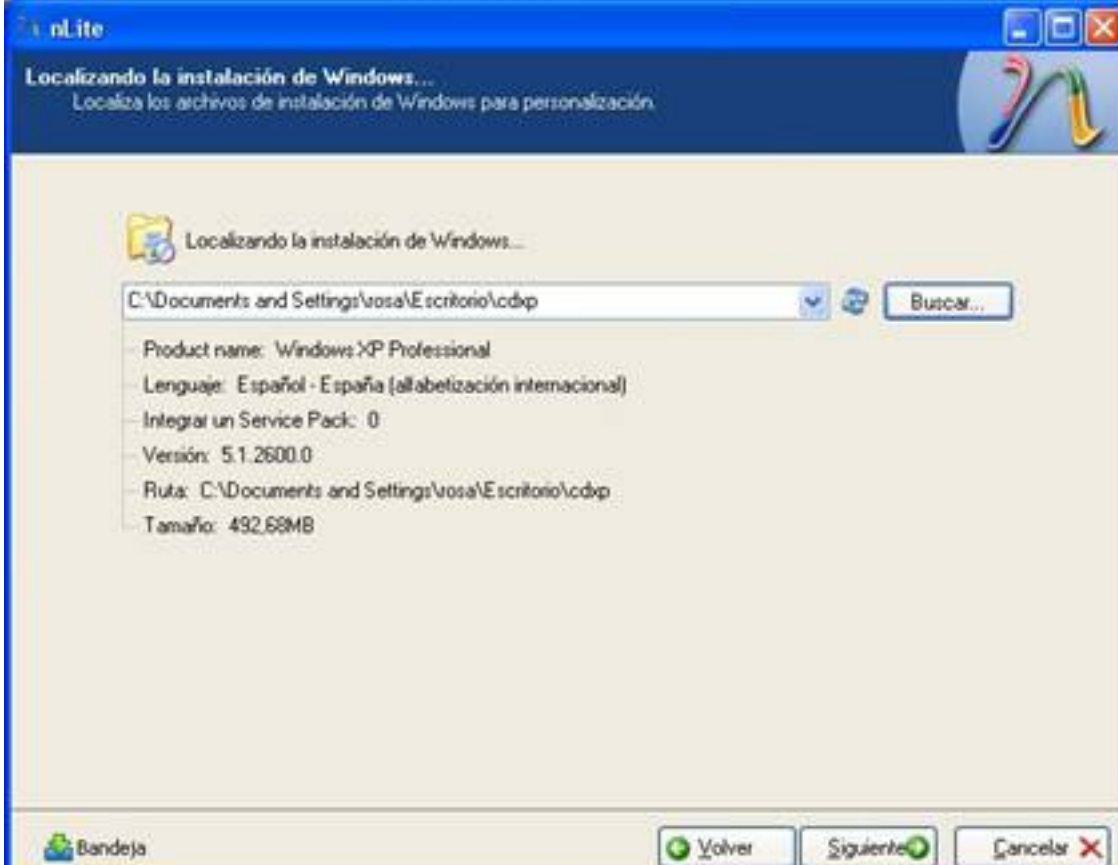 nLite
Localizando la instalación de Windows...
Localiza los archivos de instalación de Windows para personalización.
Localizando la instalación de Windows...
C:\Documents and Settings\rosa\Escritorio\cdxp
Buscar...
Product name: Windows XP Professional
Lenguaje: Español - España (alfabetización internacional)
Integrar un Service Pack: 0
Versión: 5.1.2600.0
Ruta: C:\Documents and Settings\rosa\Escritorio\cdxp
Tamaño: 492,68MB
Bandeja Volver Siguiente Cancelar